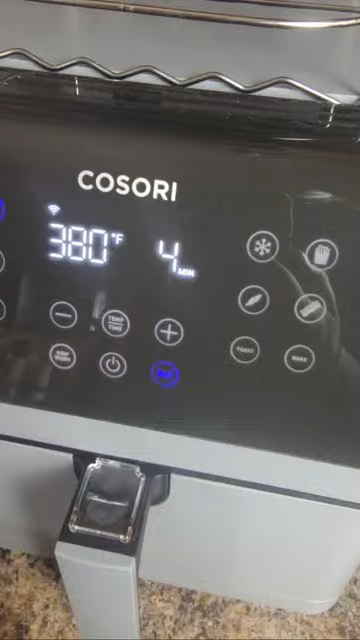 COSORI
380°F
4 MIN
TEMP
TIME
KEEP
WARM
TOAST
BAKE